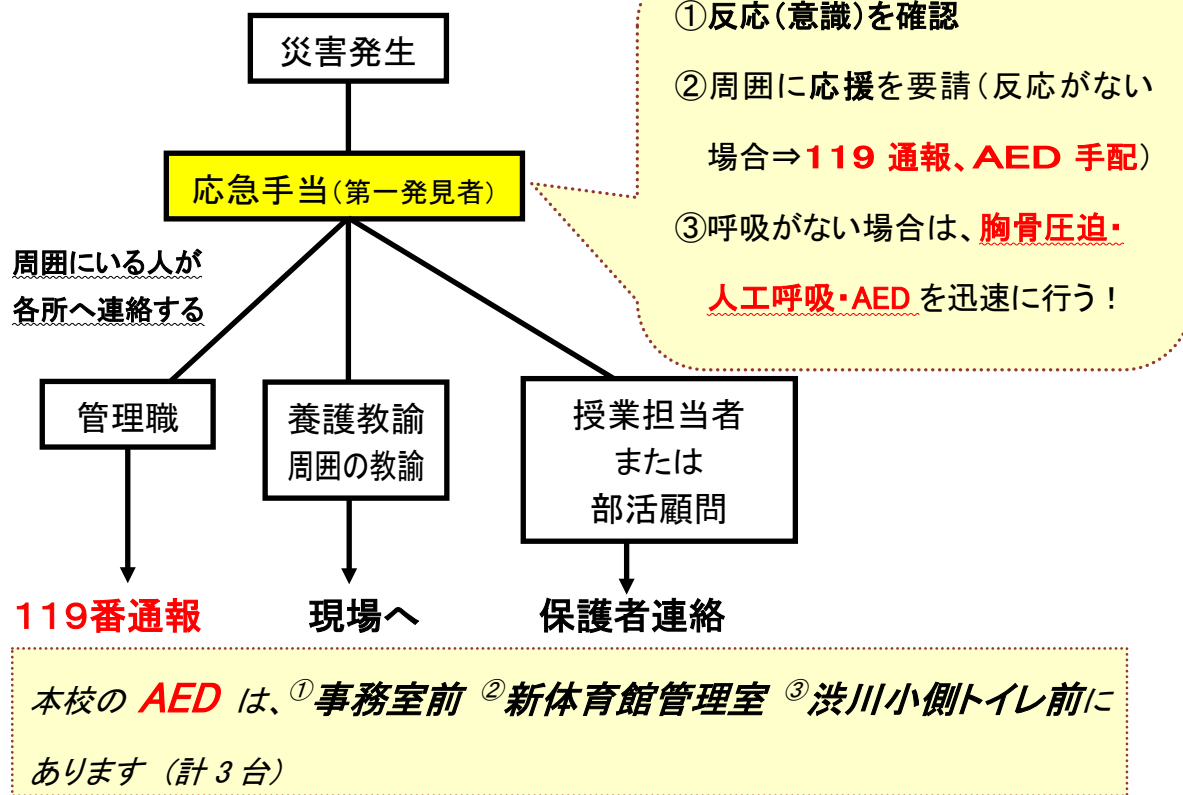 災害発生
応急手当(第一発見者)
①反応(意識)を確認
②周囲に応援を要請(反応がない
場合⇒119 通報、AED 手配)
③呼吸がない場合は、胸骨圧迫・
人工呼吸・AED を迅速に行う!
周囲にいる人が
各所へ連絡する
管理職
養護教諭
周囲の教諭
授業担当者
または
部活顧問
119番通報
現場へ
保護者連絡
本校の AED は、①事務室前 ②新体育館管理室 ③渋川小側トイレ前に
あります (計3台)